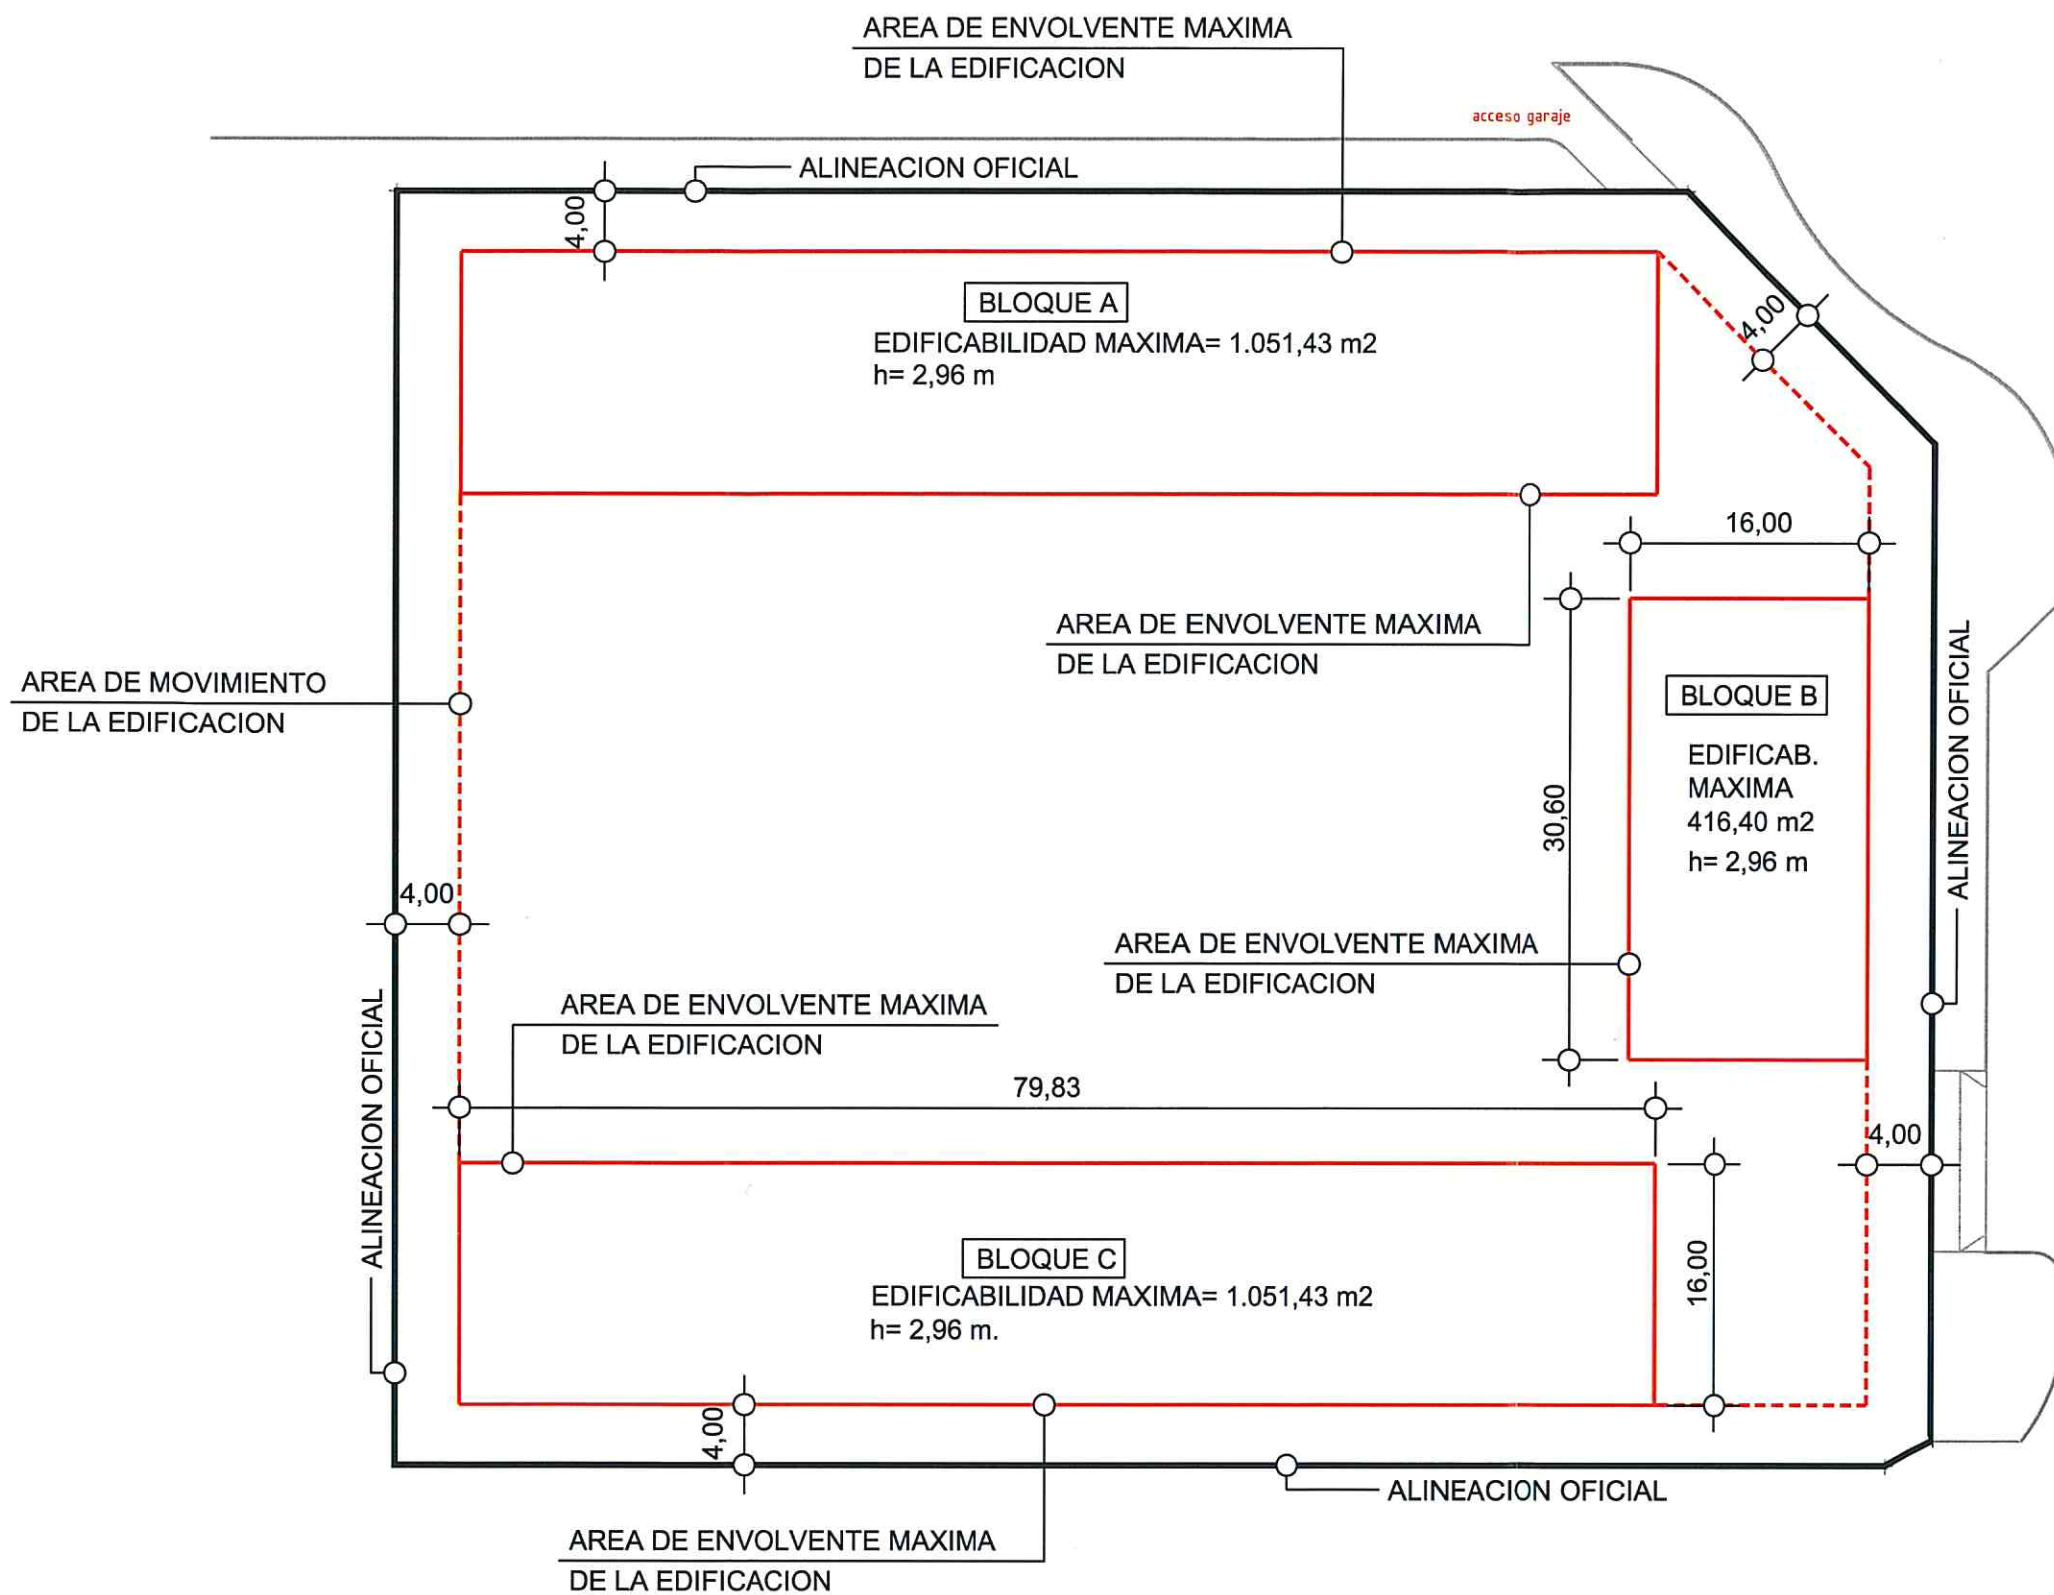 AREA DE ENVOLVENTE MAXIMA
DE LA EDIFICACION
acceso garaje
ALINEACION OFICIAL
4,00
BLOQUE A
EDIFICABILIDAD MAXIMA= 1.051,43 m2
h= 2,96 m
4,00
16,00
AREA DE ENVOLVENTE MAXIMA
DE LA EDIFICACION
AREA DE MOVIMIENTO
DE LA EDIFICACION
BLOQUE B
EDIFICAB.
MAXIMA
416,40 m2
h= 2,96 m
30,60
ALINEACION OFICIAL
4,00
AREA DE ENVOLVENTE MAXIMA
DE LA EDIFICACION
AREA DE ENVOLVENTE MAXIMA
DE LA EDIFICACION
ALINEACION OFICIAL
79,83
4,00
BLOQUE C
EDIFICABILIDAD MAXIMA= 1.051,43 m2
h= 2,96 m.
16,00
4,00
ALINEACION OFICIAL
AREA DE ENVOLVENTE MAXIMA
DE LA EDIFICACION